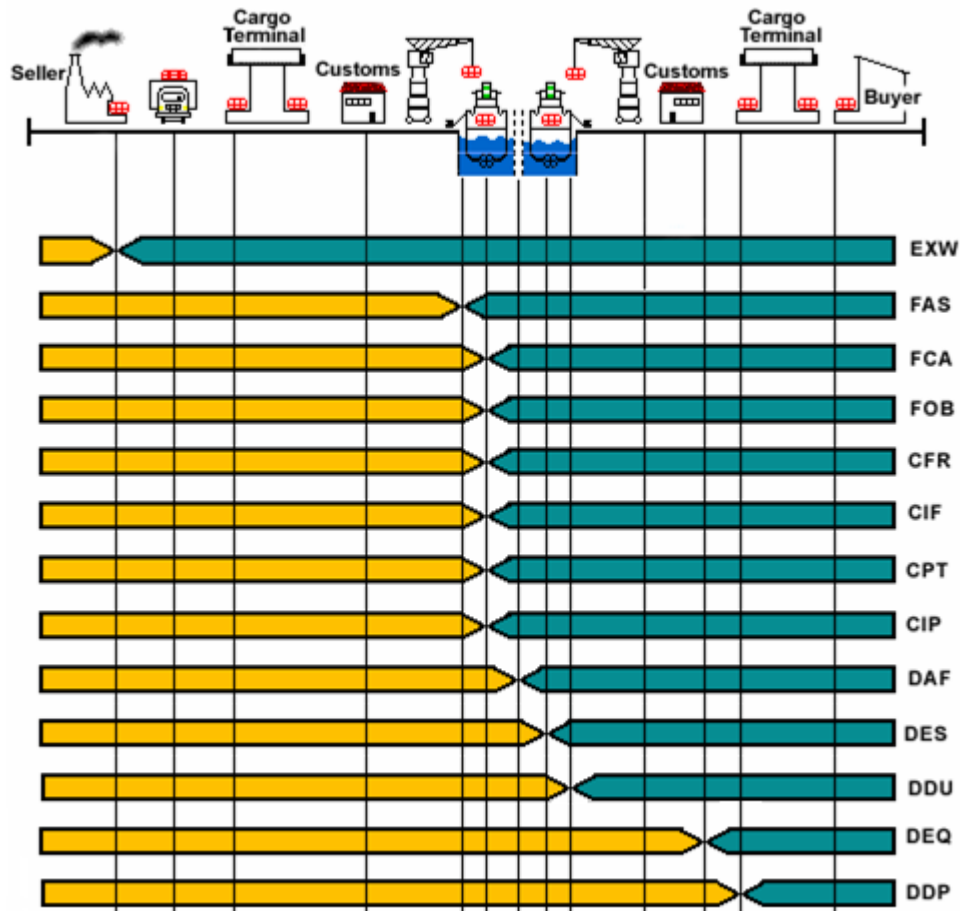 Cargo
Terminal
Cargo
Terminal
Seller
Customs
Customs
Buyer
EXW
FAS
FCA
FOB
CFR
CIF
CPT
CIP
DAF
DES
DDU
DEQ
DDP